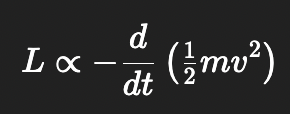 L ∝ −d/dt (½mv²)